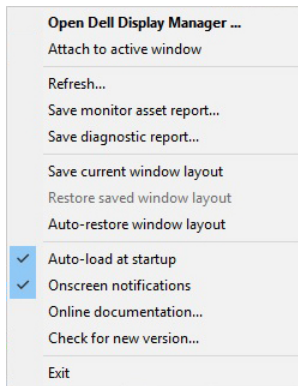 Open Dell Display Manager ...
Attach to active window
Refresh...
Save monitor asset report...
Save diagnostic report...
Save current window layout
Restore saved window layout
Auto-restore window layout
Auto-load at startup
Onscreen notifications
Online documentation...
Check for new version...
Exit